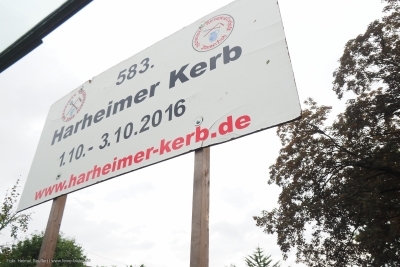 583.
Harheimer Kerb
1.10. - 3.10.2016
www.harheimer-kerb.de